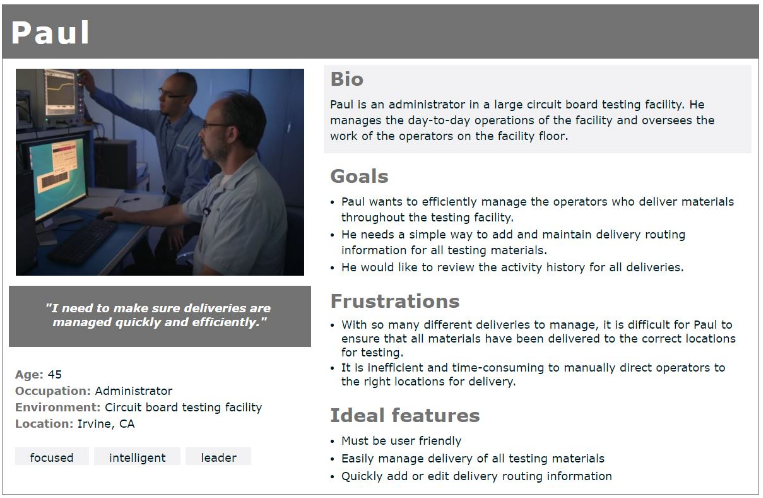 Paul
"I need to make sure deliveries are
managed quickly and efficiently."
Age: 45
Occupation: Administrator
Environment: Circuit board testing facility
Location: Irvine, CA
focused intelligent leader
Bio
Paul is an administrator in a large circuit board testing facility. He
manages the day-to-day operations of the facility and oversees the
work of the operators on the facility floor.
Goals
• Paul wants to efficiently manage the operators who deliver materials
throughout the testing facility.
• He needs a simple way to add and maintain delivery routing
information for all testing materials.
• He would like to review the activity history for all deliveries.
Frustrations
• With so many different deliveries to manage, it is difficult for Paul to
ensure that all materials have been delivered to the correct locations
for testing.
• It is inefficient and time-consuming to manually direct operators to
the right locations for delivery.
Ideal features
• Must be user friendly
• Easily manage delivery of all testing materials
• Quickly add or edit delivery routing information